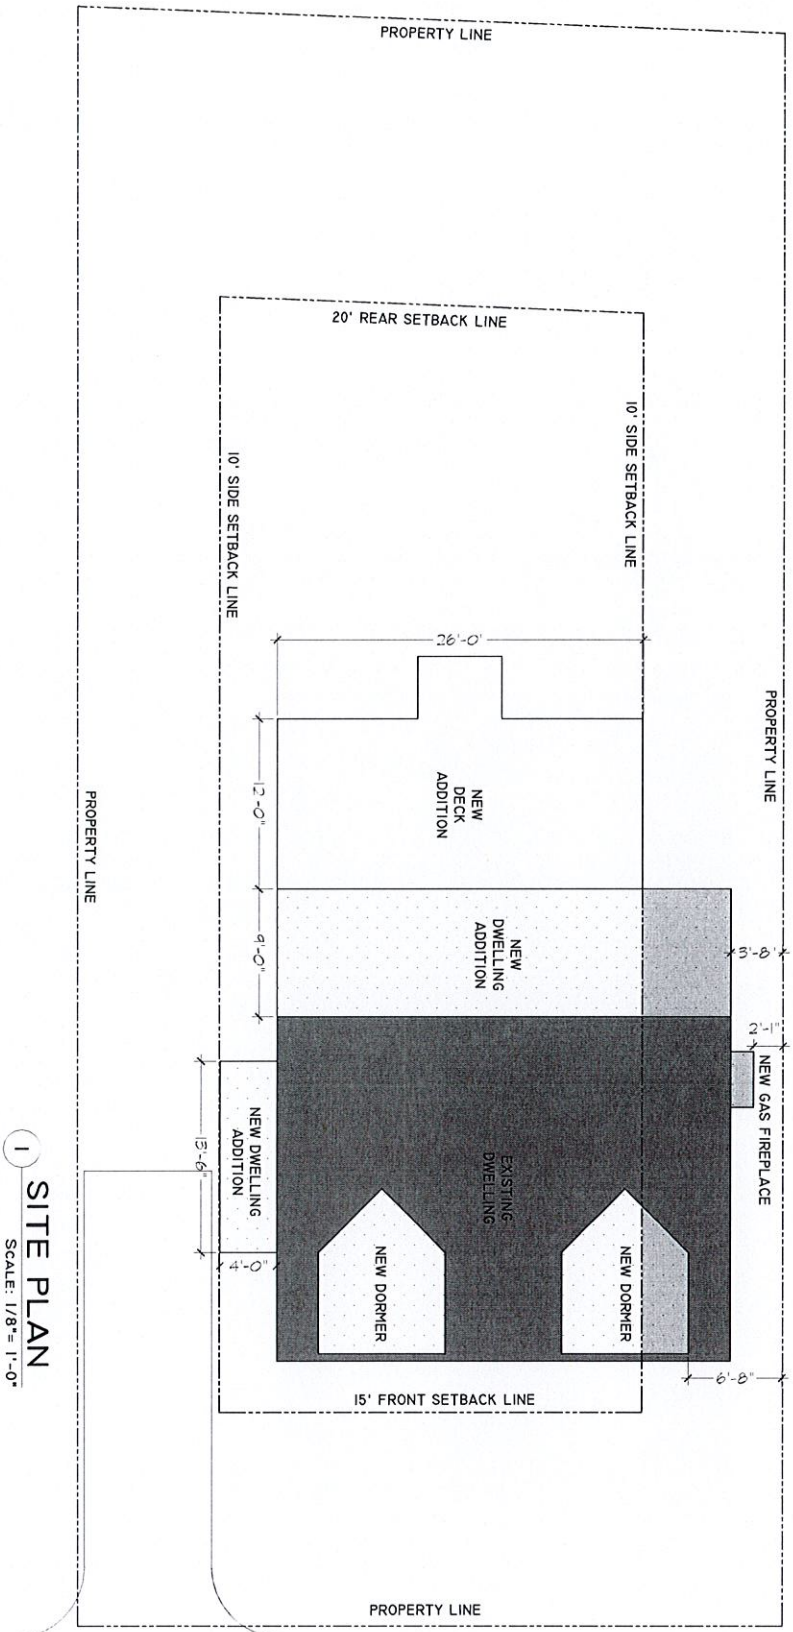 PROPERTY LINE
20' REAR SETBACK LINE
10' SIDE SETBACK LINE
10' SIDE SETBACK LINE
26'-0"
PROPERTY LINE
PROPERTY LINE
NEW
DECK
ADDITION
12'-0"
NEW
DWELLING
ADDITION
9'-0"
3'-8"
2'-1"
NEW GAS FIREPLACE
EXISTING
DWELLING
NEW DWELLING
ADDITION
13'-6"
4'-0"
NEW DORMER
NEW DORMER
6'-8"
15' FRONT SETBACK LINE
PROPERTY LINE
1
SITE PLAN
SCALE: 1/8"= 1'-0"